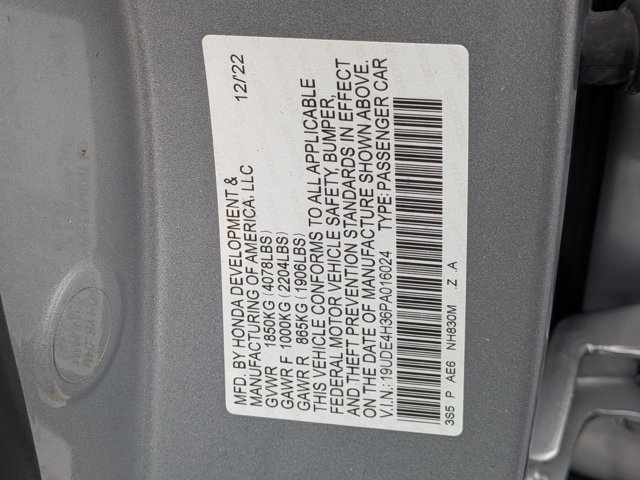 MFD. BY HONDA DEVELOPMENT & 12/'22
MANUFACTURING OF AMERICA, LLC
GVWR 1850KG (4078LBS)
GAWR F 1000KG (2204LBS)
GAWR R 865KG (1906LBS)
THIS VEHICLE CONFORMS TO ALL APPLICABLE
FEDERAL MOTOR VEHICLE SAFETY, BUMPER,
AND THEFT PREVENTION STANDARDS IN EFFECT
ON THE DATE OF MANUFACTURE SHOWN ABOVE.
V.I.N.: 19UDE4H36PA016024 TYPE: PASSENGER CAR
3S5 P AE6 NH830M .Z .A